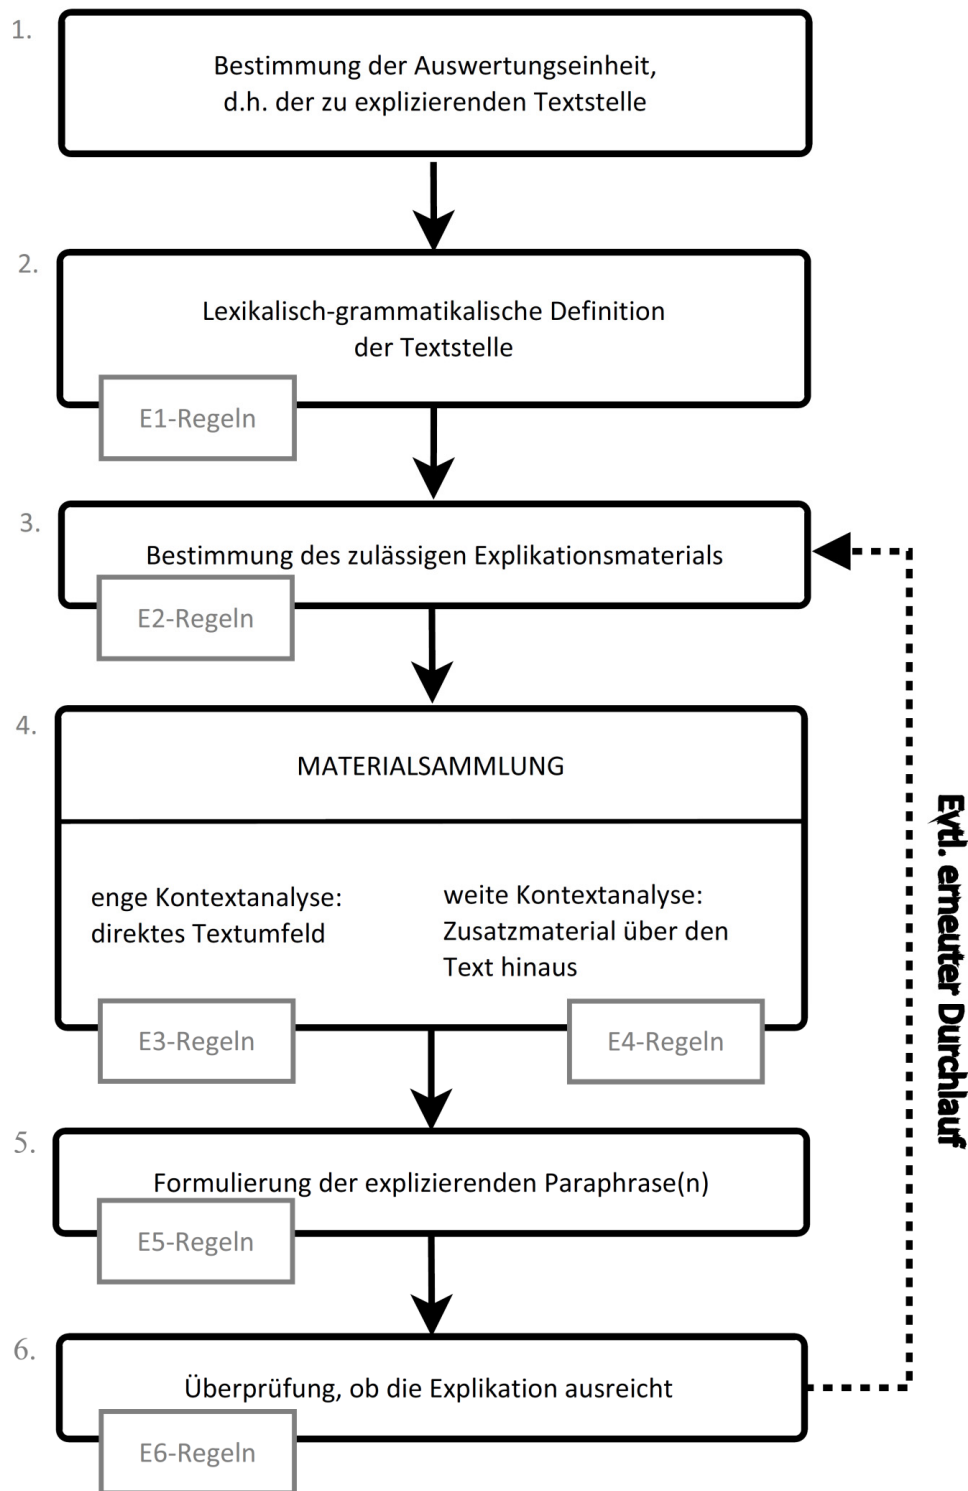 1.
Bestimmung der Auswertungseinheit,
d.h. der zu explizierenden Textstelle
2.
Lexikalisch-grammatikalische Definition
der Textstelle
E1-Regeln
3.
Bestimmung des zulässigen Explikationsmaterials
E2-Regeln
4.
MATERIALSAMMLUNG
enge Kontextanalyse:
direktes Textumfeld
weite Kontextanalyse:
Zusatzmaterial über den
Text hinaus
E3-Regeln
E4-Regeln
5.
Formulierung der explizierenden Paraphrase(n)
E5-Regeln
6.
Überprüfung, ob die Explikation ausreicht
E6-Regeln
Evtl. erneuter Durchlauf